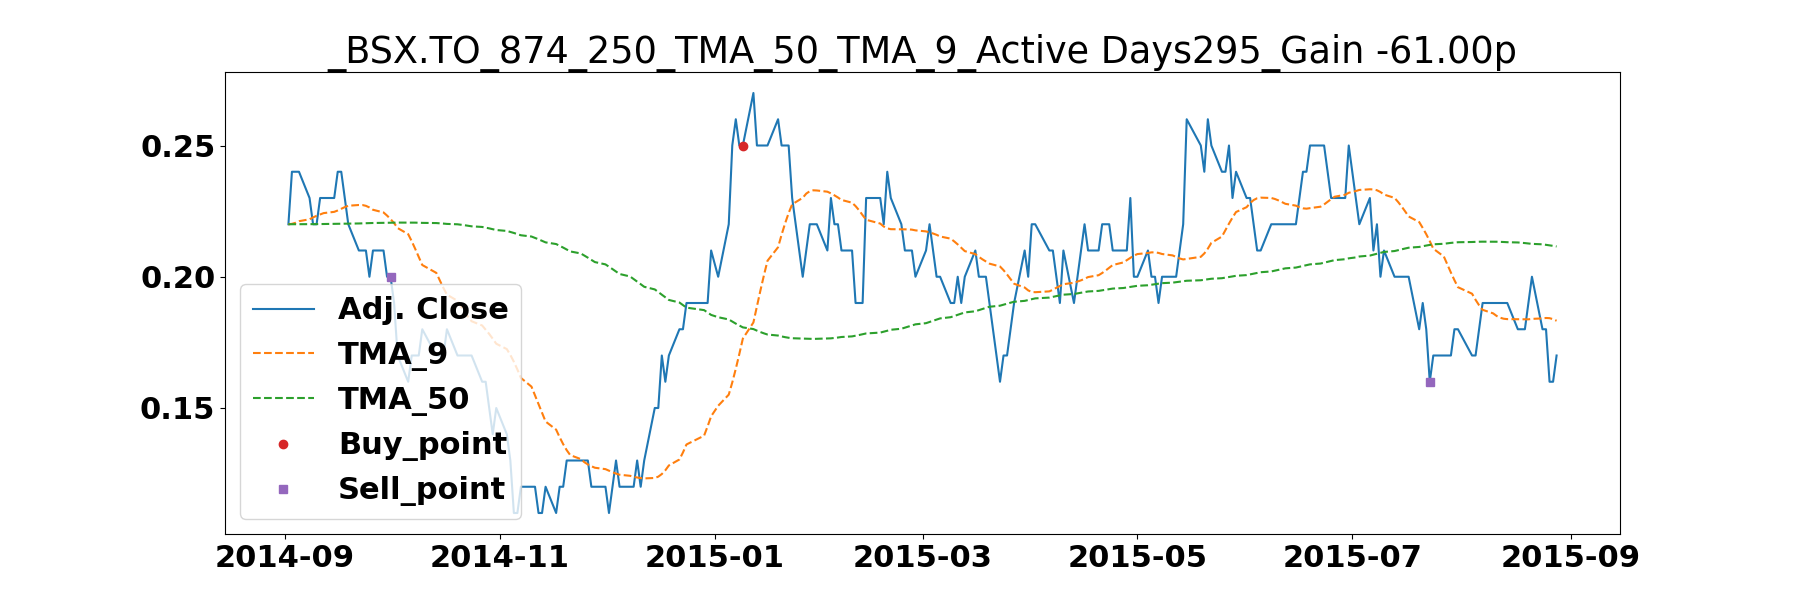 _BSX.TO_874_250_TMA_50_TMA_9_Active Days295_Gain -61.00p
0.25
0.20
0.15
Adj. Close
TMA_9
TMA_50
Buy_point
Sell_point
2014-09 2014-11 2015-01 2015-03 2015-05 2015-07 2015-09